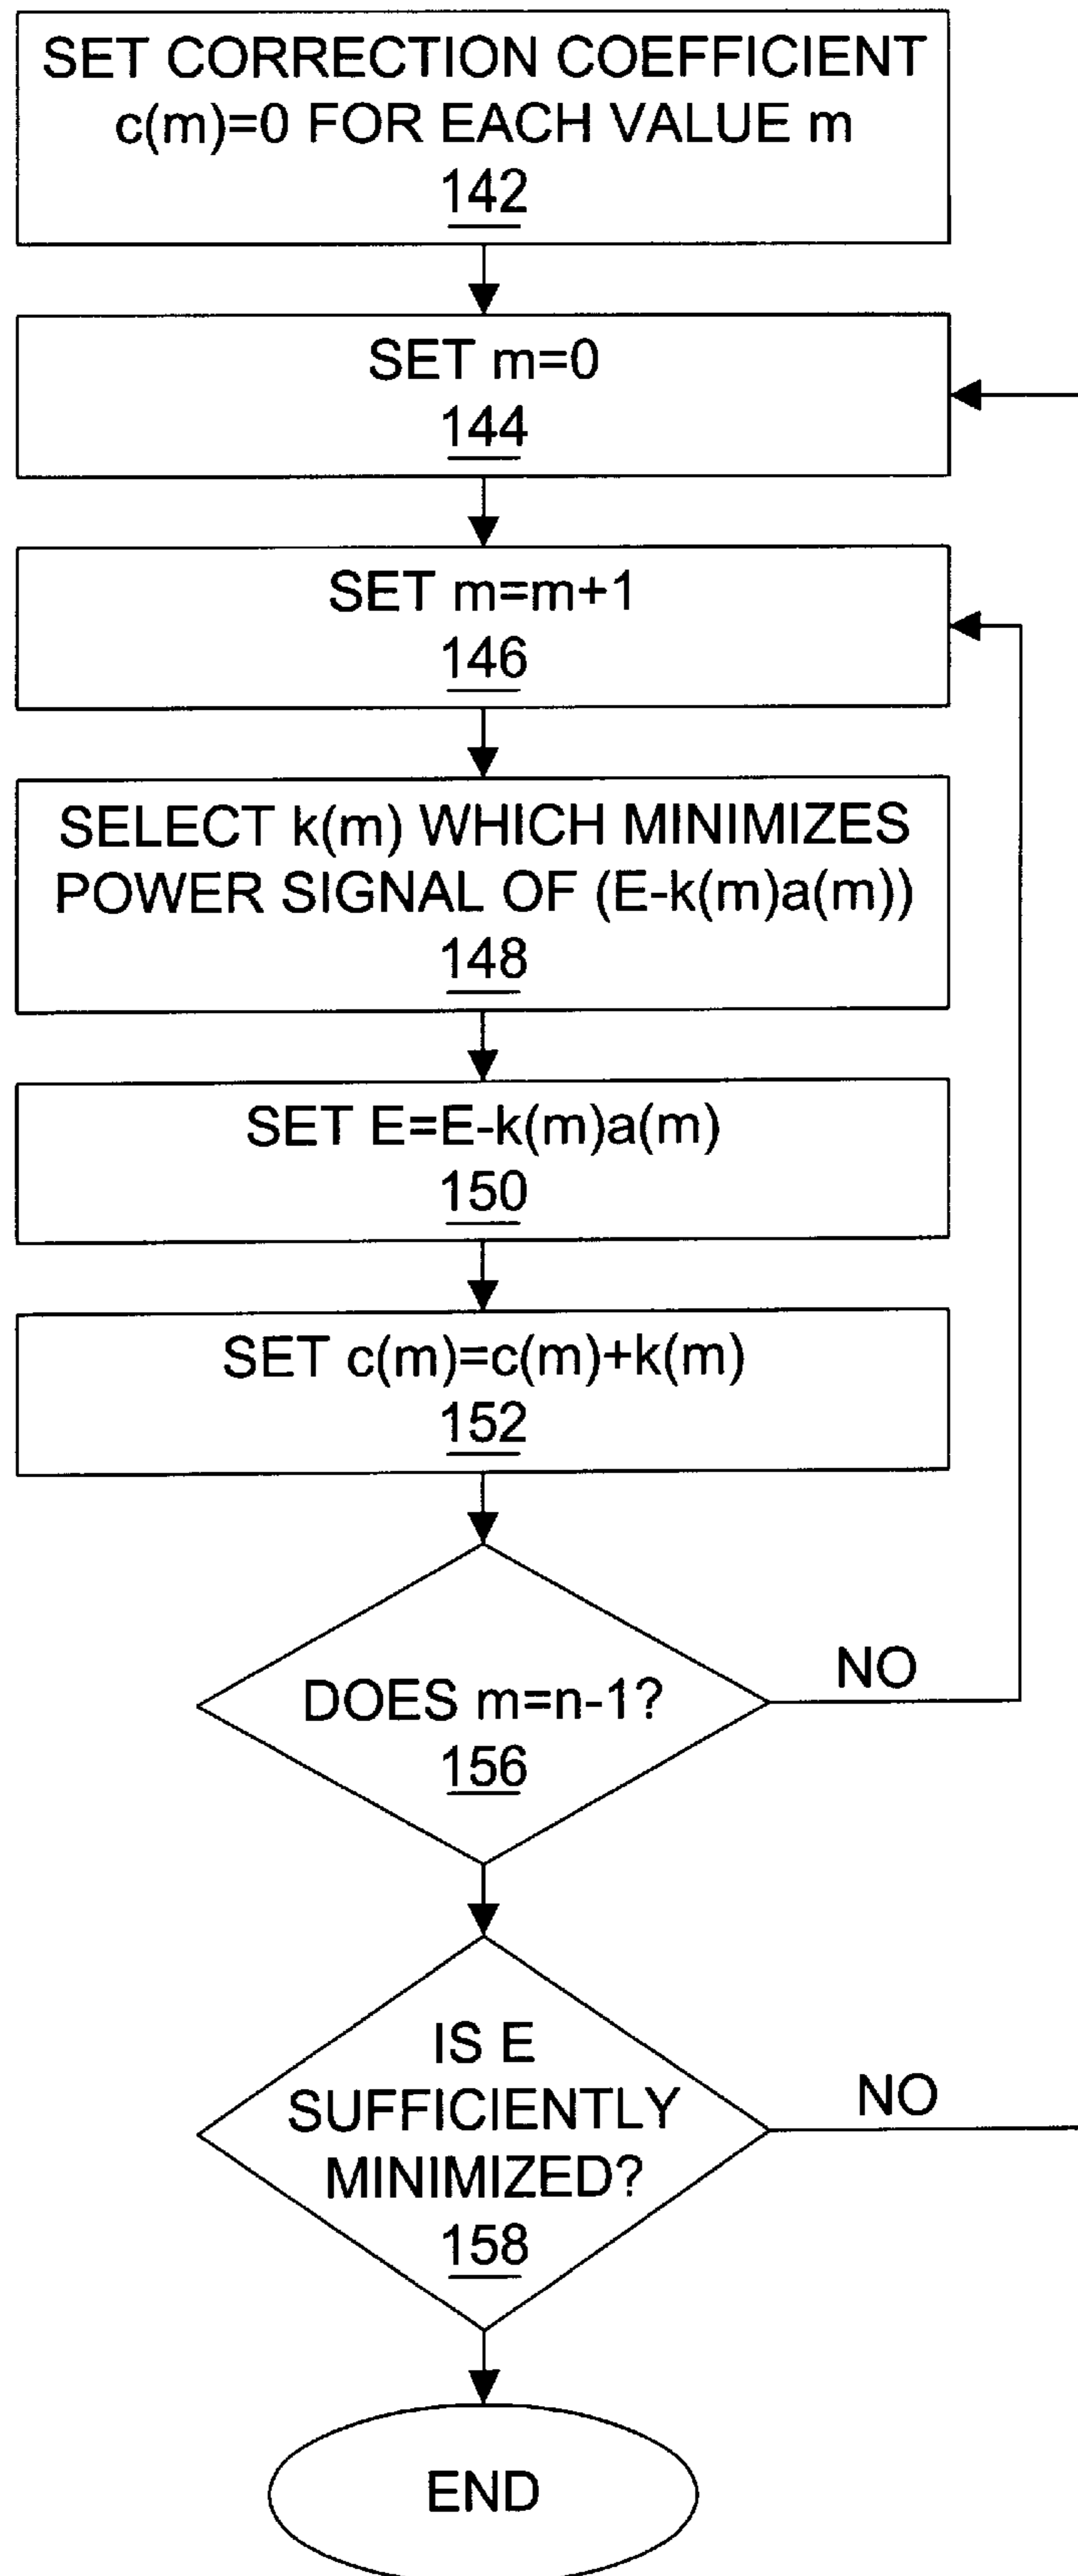 SET CORRECTION COEFFICIENT
c(m)=0 FOR EACH VALUE m
142
SET m=0
144
SET m=m+1
146
SELECT k(m) WHICH MINIMIZES
POWER SIGNAL OF (E-k(m)a(m))
148
SET E=E-k(m)a(m)
150
SET c(m)=c(m)+k(m)
152
DOES m=n-1?
156
NO
IS E
SUFFICIENTLY
MINIMIZED?
158
NO
END